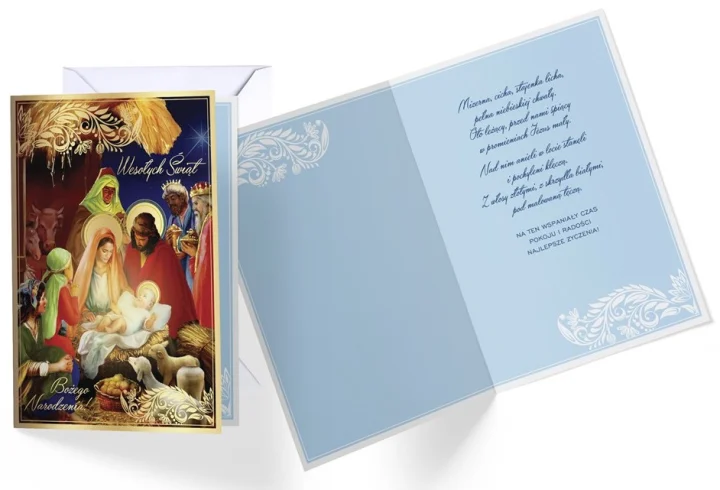 Wesołych Świąt
Bożego
Narodzenia!
Mizerna, cicha, stajenka licha,
pełna niebieskiej chwały.
Oto leżący, przed nami śpiący
w promieniach Jezus mały.
Nad nim anieli w locie stanęli
i pochyleni klęczą.
Z włosy złotymi, z skrzydła białymi,
pod malowaną tęczą.
NA TEN WSPANIAŁY CZAS
POKOJU I RADOŚCI
NAJLEPSZE ŻYCZENIA!